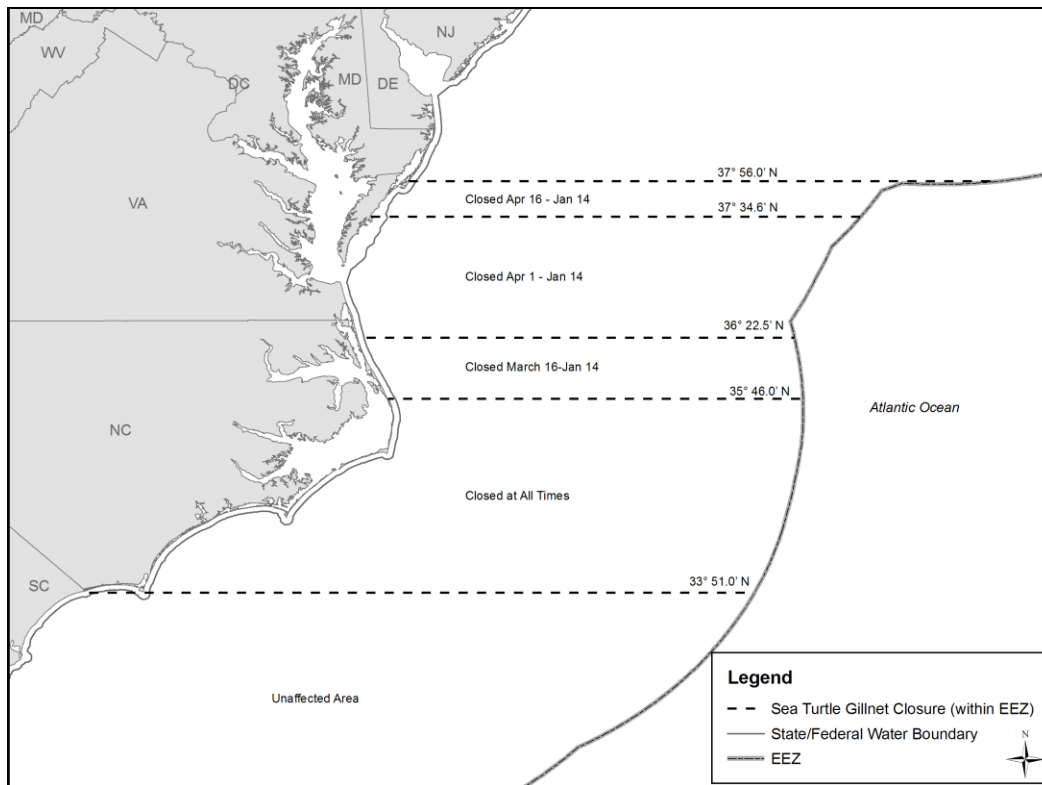 MD
NJ
WV
DC
MD
DE
37° 56.0' N
Closed Apr 16 - Jan 14
37° 34.6' N
VA
Closed Apr 1 - Jan 14
36° 22.5' N
Closed March 16-Jan 14
35° 46.0' N
Atlantic Ocean
NC
Closed at All Times
SC
33° 51.0' N
Unaffected Area
Legend
Sea Turtle Gillnet Closure (within EEZ)
State/Federal Water Boundary
EEZ
N